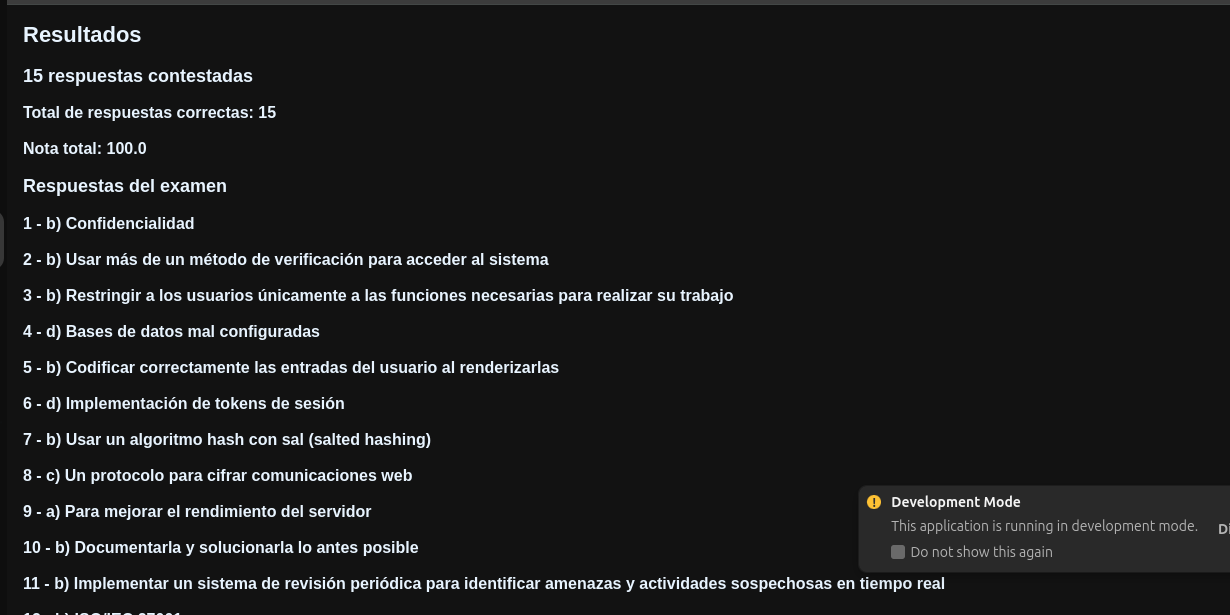 Resultados
15 respuestas contestadas
Total de respuestas correctas: 15
Nota total: 100.0
Respuestas del examen
1 - b) Confidencialidad
2 - b) Usar más de un método de verificación para acceder al sistema
3 - b) Restringir a los usuarios únicamente a las funciones necesarias para realizar su trabajo
4 - d) Bases de datos mal configuradas
5 - b) Codificar correctamente las entradas del usuario al renderizarlas
6 - d) Implementación de tokens de sesión
7 - b) Usar un algoritmo hash con sal (salted hashing)
8 - c) Un protocolo para cifrar comunicaciones web
9 - a) Para mejorar el rendimiento del servidor
10 - b) Documentarla y solucionarla lo antes posible
11 - b) Implementar un sistema de revisión periódica para identificar amenazas y actividades sospechosas en tiempo real
Development Mode
This application is running in development mode.
Do not show this again